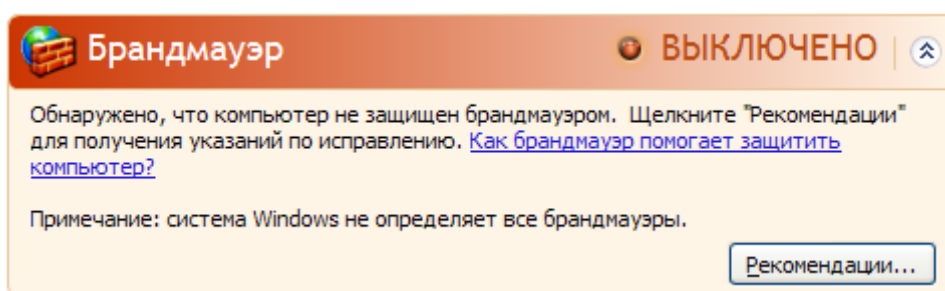 Брандмауэр ВЫКЛЮЧЕНО
Обнаружено, что компьютер не защищен брандмауэром. Щелкните "Рекомендации"
для получения указаний по исправлению. Как брандмауэр помогает защитить
компьютер?
Примечание: система Windows не определяет все брандмауэры.
Рекомендации...